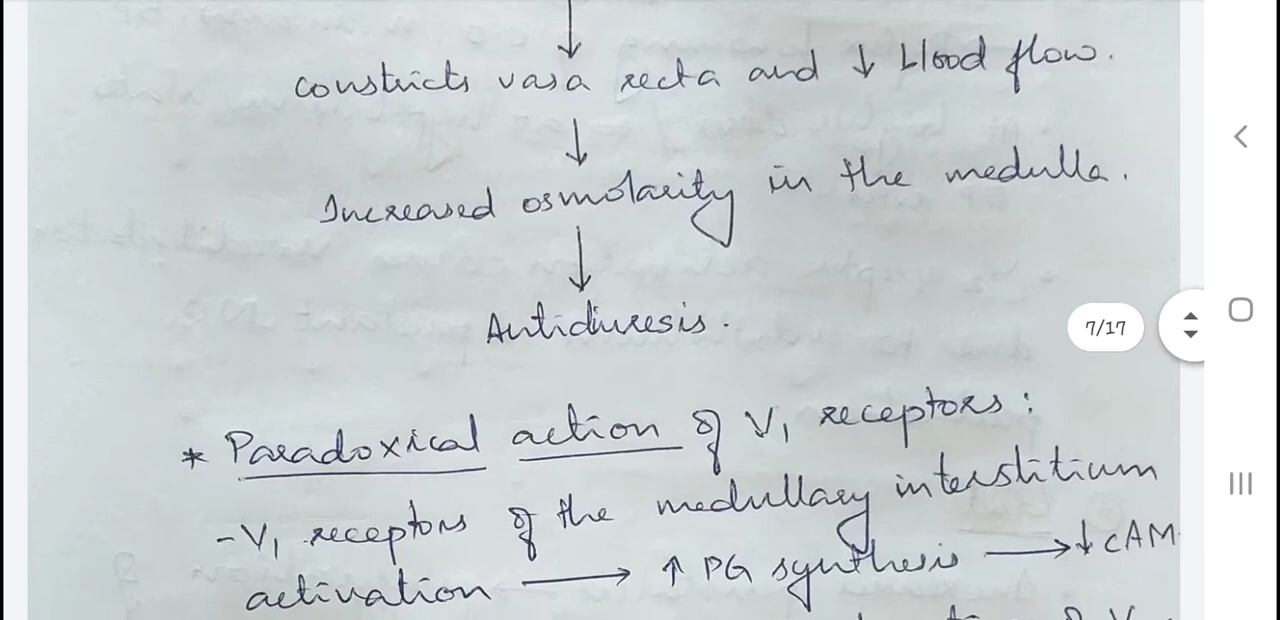 ↓
constricts vasa recta and ↓ blood flow.
↓
Increased osmolarity in the medulla.
↓
Antidiuresis.
7/17
* Paradoxical action of V1 receptors:
- V1 receptors of the medullary interstitium
activation → ↑ PG synthesis → ↓ cAM